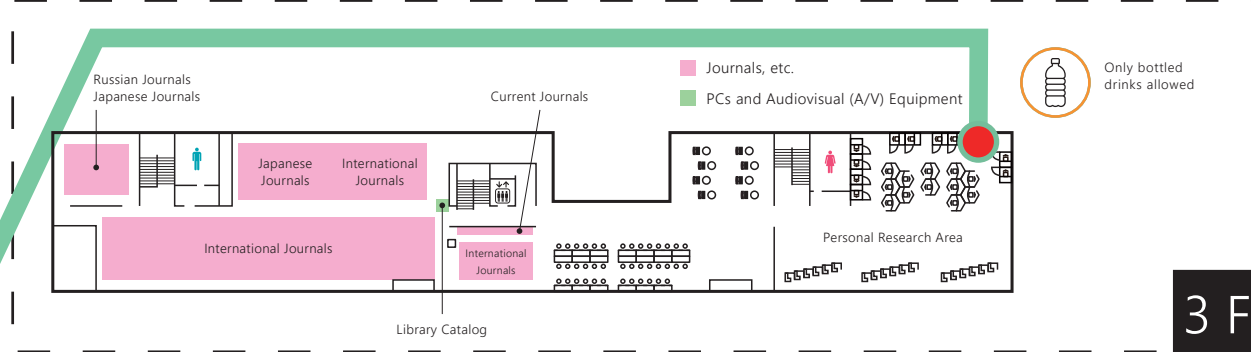 Russian Journals
Japanese Journals
Current Journals
Journals, etc.
PCs and Audiovisual (A/V) Equipment
Only bottled
drinks allowed
Japanese
Journals
International
Journals
International Journals
International
Journals
Personal Research Area
Library Catalog
3 F